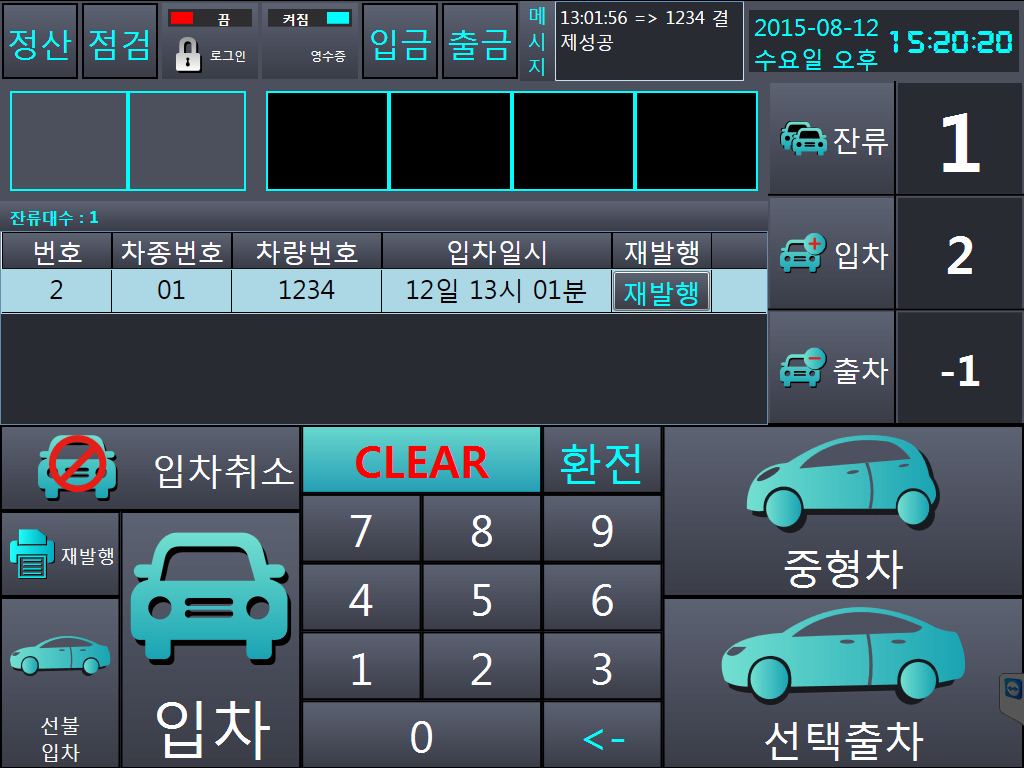 정산
점검
끔
로그인
켜짐
영수증
입금
출금
메
시
지
13:01:56 => 1234 결
제성공
2015-08-12
수요일 오후
15:20:20
잔류
1
입차
2
출차
-1
잔류대수 : 1
번호 차종번호 차량번호 입차일시 재발행
2 01 1234 12일 13시 01분 재발행
입차취소
CLEAR
환전
재발행
7 8 9
4 5 6
1 2 3
0 <-
선불
입차
입차
중형차
선택출차